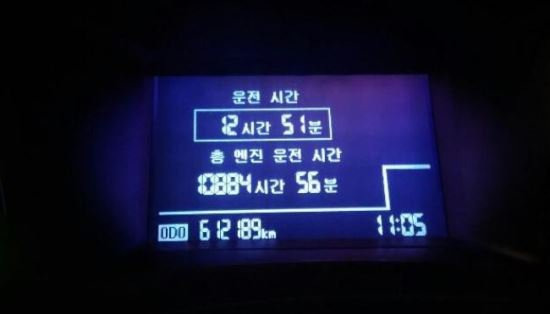 운전 시간
12시간 51분
총 엔진 운전 시간
10884시간 56분
ODO 612189km 11:05